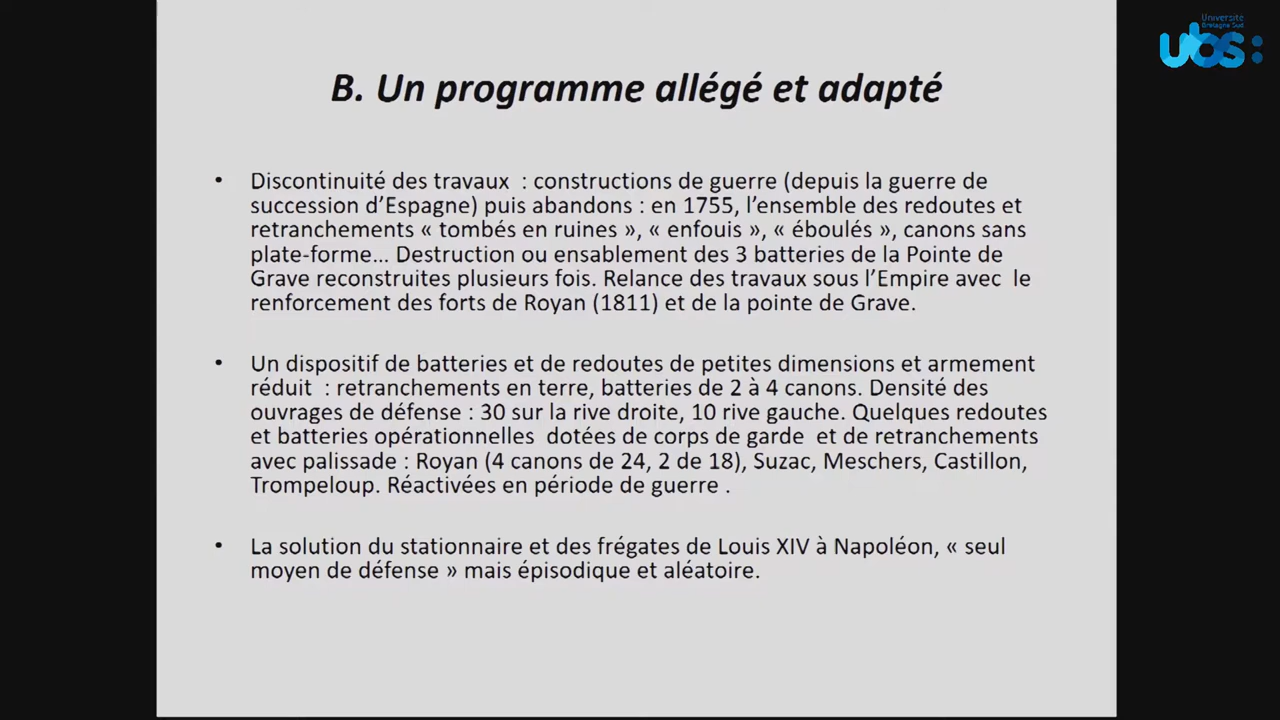 Université
Bretagne Sud
ubs:
B. Un programme allégé et adapté
• Discontinuité des travaux  : constructions de guerre (depuis la guerre de
succession d’Espagne) puis abandons : en 1755, l’ensemble des redoutes et
retranchements « tombés en ruines », « enfouis », « éboulés », canons sans
plate-forme… Destruction ou ensablement des 3 batteries de la Pointe de
Grave reconstruites plusieurs fois. Relance des travaux sous l’Empire avec  le
renforcement des forts de Royan (1811) et de la pointe de Grave.
• Un dispositif de batteries et de redoutes de petites dimensions et armement
réduit  : retranchements en terre, batteries de 2 à 4 canons. Densité des
ouvrages de défense : 30 sur la rive droite, 10 rive gauche. Quelques redoutes
et batteries opérationnelles  dotées de corps de garde  et de retranchements
avec palissade : Royan (4 canons de 24, 2 de 18), Suzac, Meschers, Castillon,
Trompeloup. Réactivées en période de guerre .
• La solution du stationnaire et des frégates de Louis XIV à Napoléon, « seul
moyen de défense » mais épisodique et aléatoire.